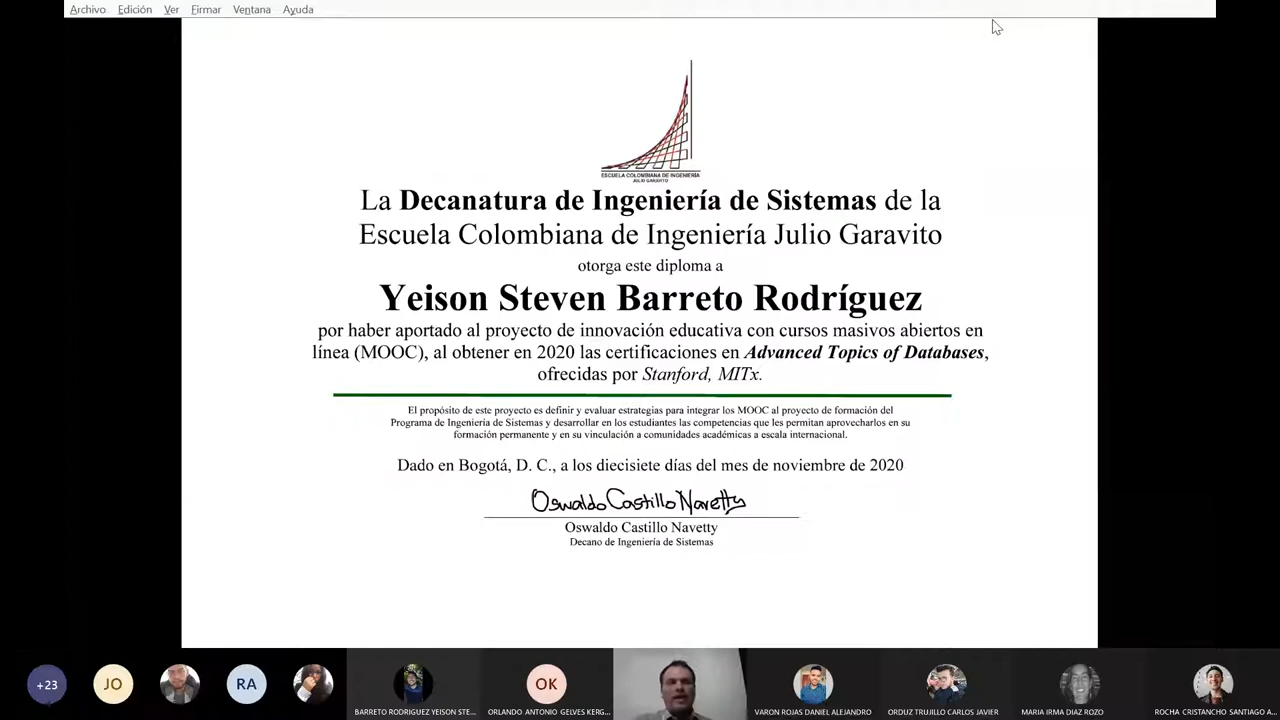 Archivo Edición Ver Firmar Ventana Ayuda
ESCUELA COLOMBIANA DE INGENIERÍA
JULIO GARAVITO
La Decanatura de Ingeniería de Sistemas de la
Escuela Colombiana de Ingeniería Julio Garavito
otorga este diploma a
Yeison Steven Barreto Rodríguez
por haber aportado al proyecto de innovación educativa con cursos masivos abiertos en
línea (MOOC), al obtener en 2020 las certificaciones en Advanced Topics of Databases,
ofrecidas por Stanford, MITx.
El propósito de este proyecto es definir y evaluar estrategias para integrar los MOOC al proyecto de formación del
Programa de Ingeniería de Sistemas y desarrollar en los estudiantes las competencias que les permitan aprovecharlos en su
formación permanente y en su vinculación a comunidades académicas a escala internacional.
Dado en Bogotá, D. C., a los diecisiete días del mes de noviembre de 2020
Oswaldo Castillo Navetty
Oswaldo Castillo Navetty
Decano de Ingeniería de Sistemas
+23 JO RA OK
BARRETO RODRIGUEZ YEISON STE... ORLANDO ANTONIO GELVES KERG... VARON ROJAS DANIEL ALEJANDRO ORDUZ TRUJILLO CARLOS JAVIER MARIA IRMA DIAZ ROZO ROCHA CRISTANCHO SANTIAGO A...